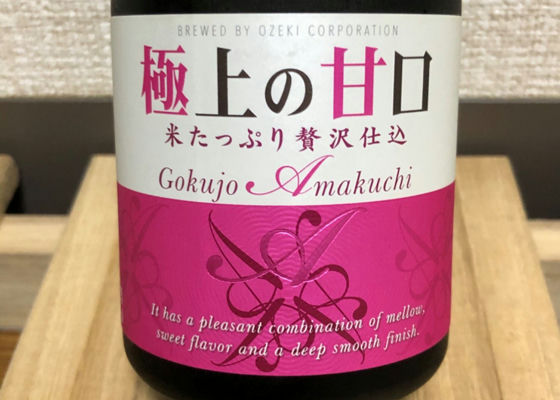 BREWED BY OZEKI CORPORATION
極上の甘口
米たっぷり贅沢仕込
Gokujo Amakuchi
It has a pleasant combination of mellow,
sweet flavor and a deep smooth finish.